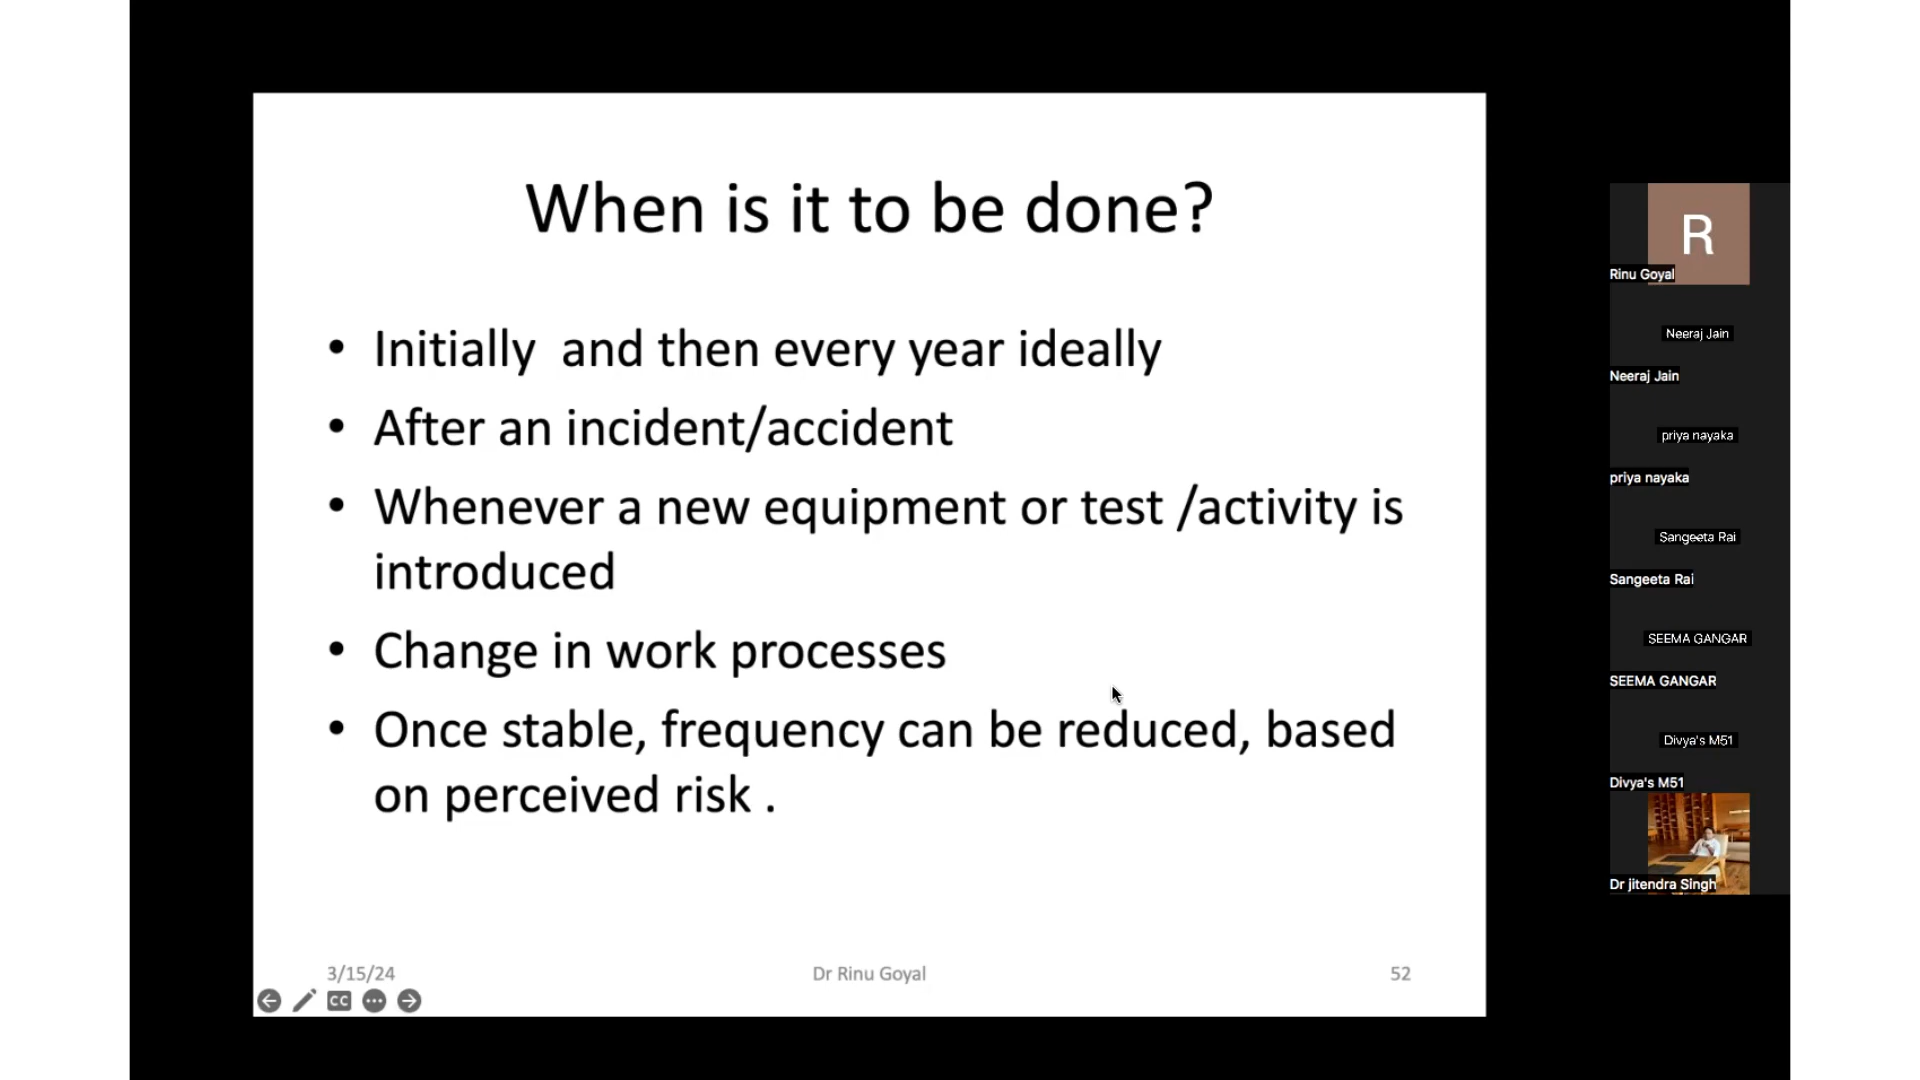 When is it to be done?
• Initially  and then every year ideally
• After an incident/accident
• Whenever a new equipment or test /activity is
introduced
• Change in work processes
• Once stable, frequency can be reduced, based
on perceived risk .
3/15/24
Dr Rinu Goyal
52
CC
R
Rinu Goyal
Neeraj Jain
Neeraj Jain
priya nayaka
priya nayaka
Sangeeta Rai
Sangeeta Rai
SEEMA GANGAR
SEEMA GANGAR
Divya's M51
Divya's M51
Dr jitendra Singh